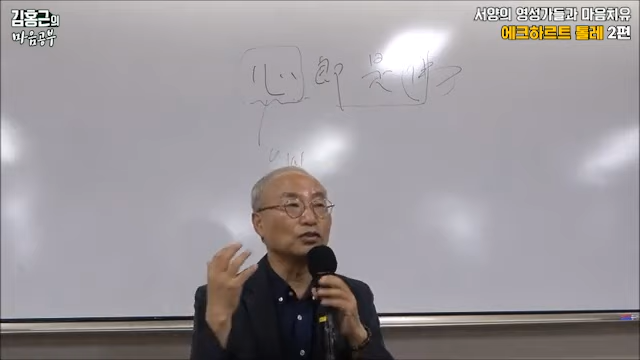 김홍근의
마음공부
서양의 영성가들과 마음치유
에크하르트 톨레 2편
心 即 是 佛